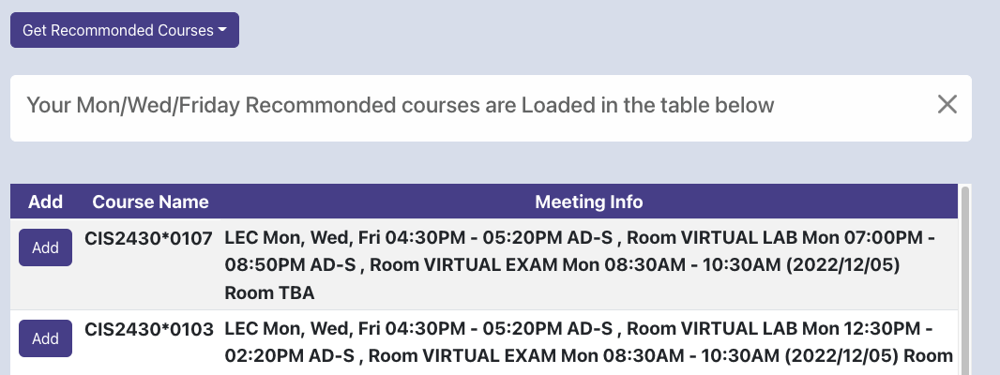 Get Recommonded Courses
Your Mon/Wed/Friday Recommonded courses are Loaded in the table below
Add Course Name Meeting Info
Add CIS2430*0107 LEC Mon, Wed, Fri 04:30PM - 05:20PM AD-S , Room VIRTUAL LAB Mon 07:00PM -
08:50PM AD-S , Room VIRTUAL EXAM Mon 08:30AM - 10:30AM (2022/12/05)
Room TBA
Add CIS2430*0103 LEC Mon, Wed, Fri 04:30PM - 05:20PM AD-S , Room VIRTUAL LAB Mon 12:30PM -
02:20PM AD-S , Room VIRTUAL EXAM Mon 08:30AM - 10:30AM (2022/12/05) Room